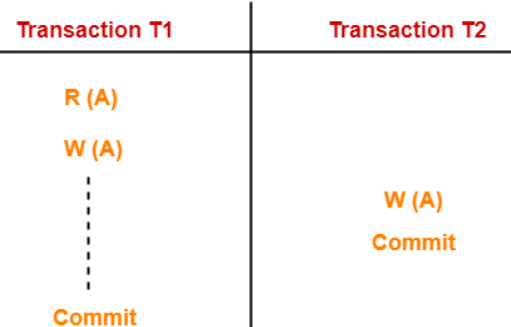 Transaction T1 Transaction T2
R (A)
W (A)
W (A)
Commit
Commit